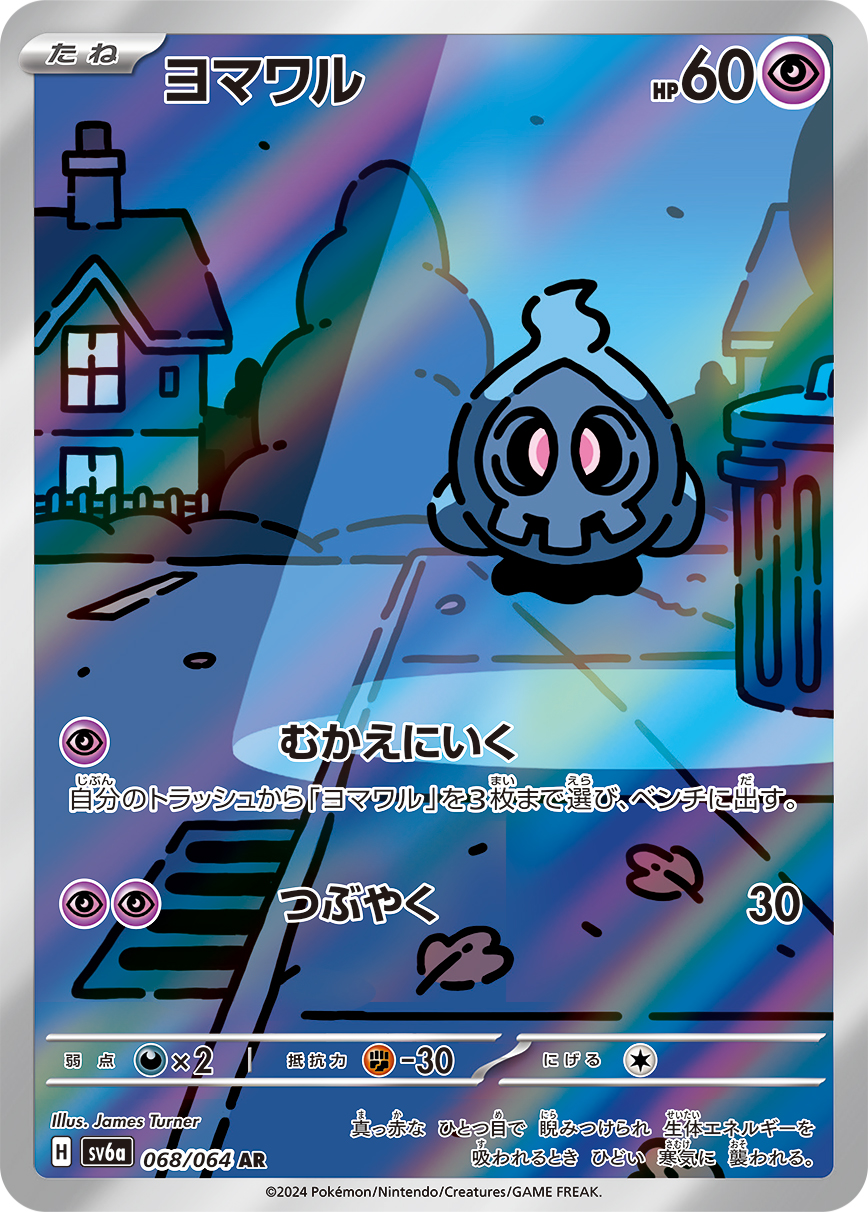 たね
ヨマワル
HP60
むかえにいく
自分のトラッシュから「ヨマワル」を3枚まで選び、ベンチに出す。
つぶやく 30
弱点 ×2 抵抗力 -30 にげる
Illus. James Turner
真っ赤な ひとつ目で 睨みつけられ 生体エネルギーを
吸われるとき ひどい 寒気に 襲われる。
H sv6a 068/064 AR
©2024 Pokémon/Nintendo/Creatures/GAME FREAK.